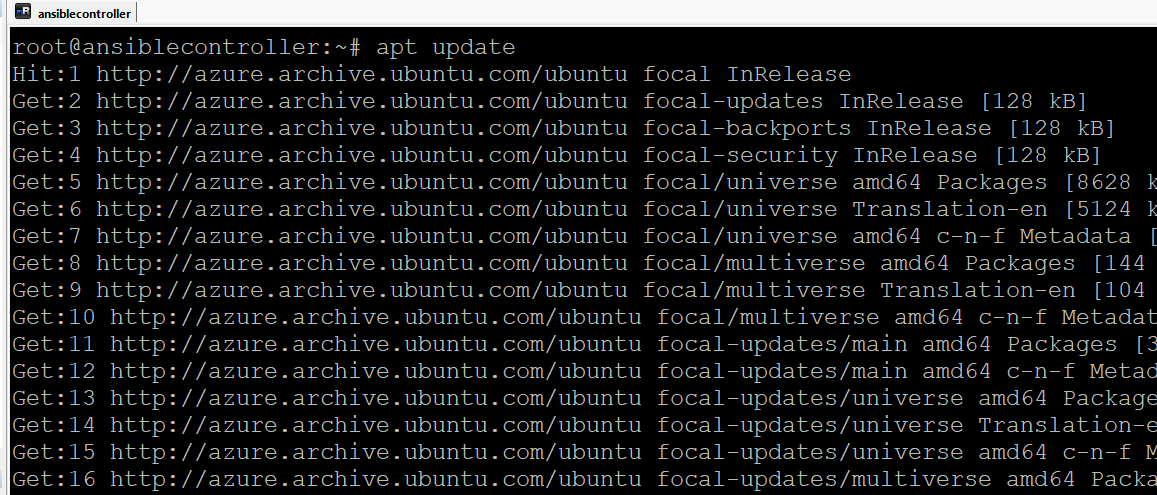 ansiblecontroller
root@ansiblecontroller:~# apt update
Hit:1 http://azure.archive.ubuntu.com/ubuntu focal InRelease
Get:2 http://azure.archive.ubuntu.com/ubuntu focal-updates InRelease [128 kB]
Get:3 http://azure.archive.ubuntu.com/ubuntu focal-backports InRelease [128 kB]
Get:4 http://azure.archive.ubuntu.com/ubuntu focal-security InRelease [128 kB]
Get:5 http://azure.archive.ubuntu.com/ubuntu focal/universe amd64 Packages [8628 k
Get:6 http://azure.archive.ubuntu.com/ubuntu focal/universe Translation-en [5124 k
Get:7 http://azure.archive.ubuntu.com/ubuntu focal/universe amd64 c-n-f Metadata [
Get:8 http://azure.archive.ubuntu.com/ubuntu focal/multiverse amd64 Packages [144
Get:9 http://azure.archive.ubuntu.com/ubuntu focal/multiverse Translation-en [104
Get:10 http://azure.archive.ubuntu.com/ubuntu focal/multiverse amd64 c-n-f Metadat
Get:11 http://azure.archive.ubuntu.com/ubuntu focal-updates/main amd64 Packages [3
Get:12 http://azure.archive.ubuntu.com/ubuntu focal-updates/main amd64 c-n-f Metad
Get:13 http://azure.archive.ubuntu.com/ubuntu focal-updates/universe amd64 Package
Get:14 http://azure.archive.ubuntu.com/ubuntu focal-updates/universe Translation-e
Get:15 http://azure.archive.ubuntu.com/ubuntu focal-updates/universe amd64 c-n-f M
Get:16 http://azure.archive.ubuntu.com/ubuntu focal-updates/multiverse amd64 Packa